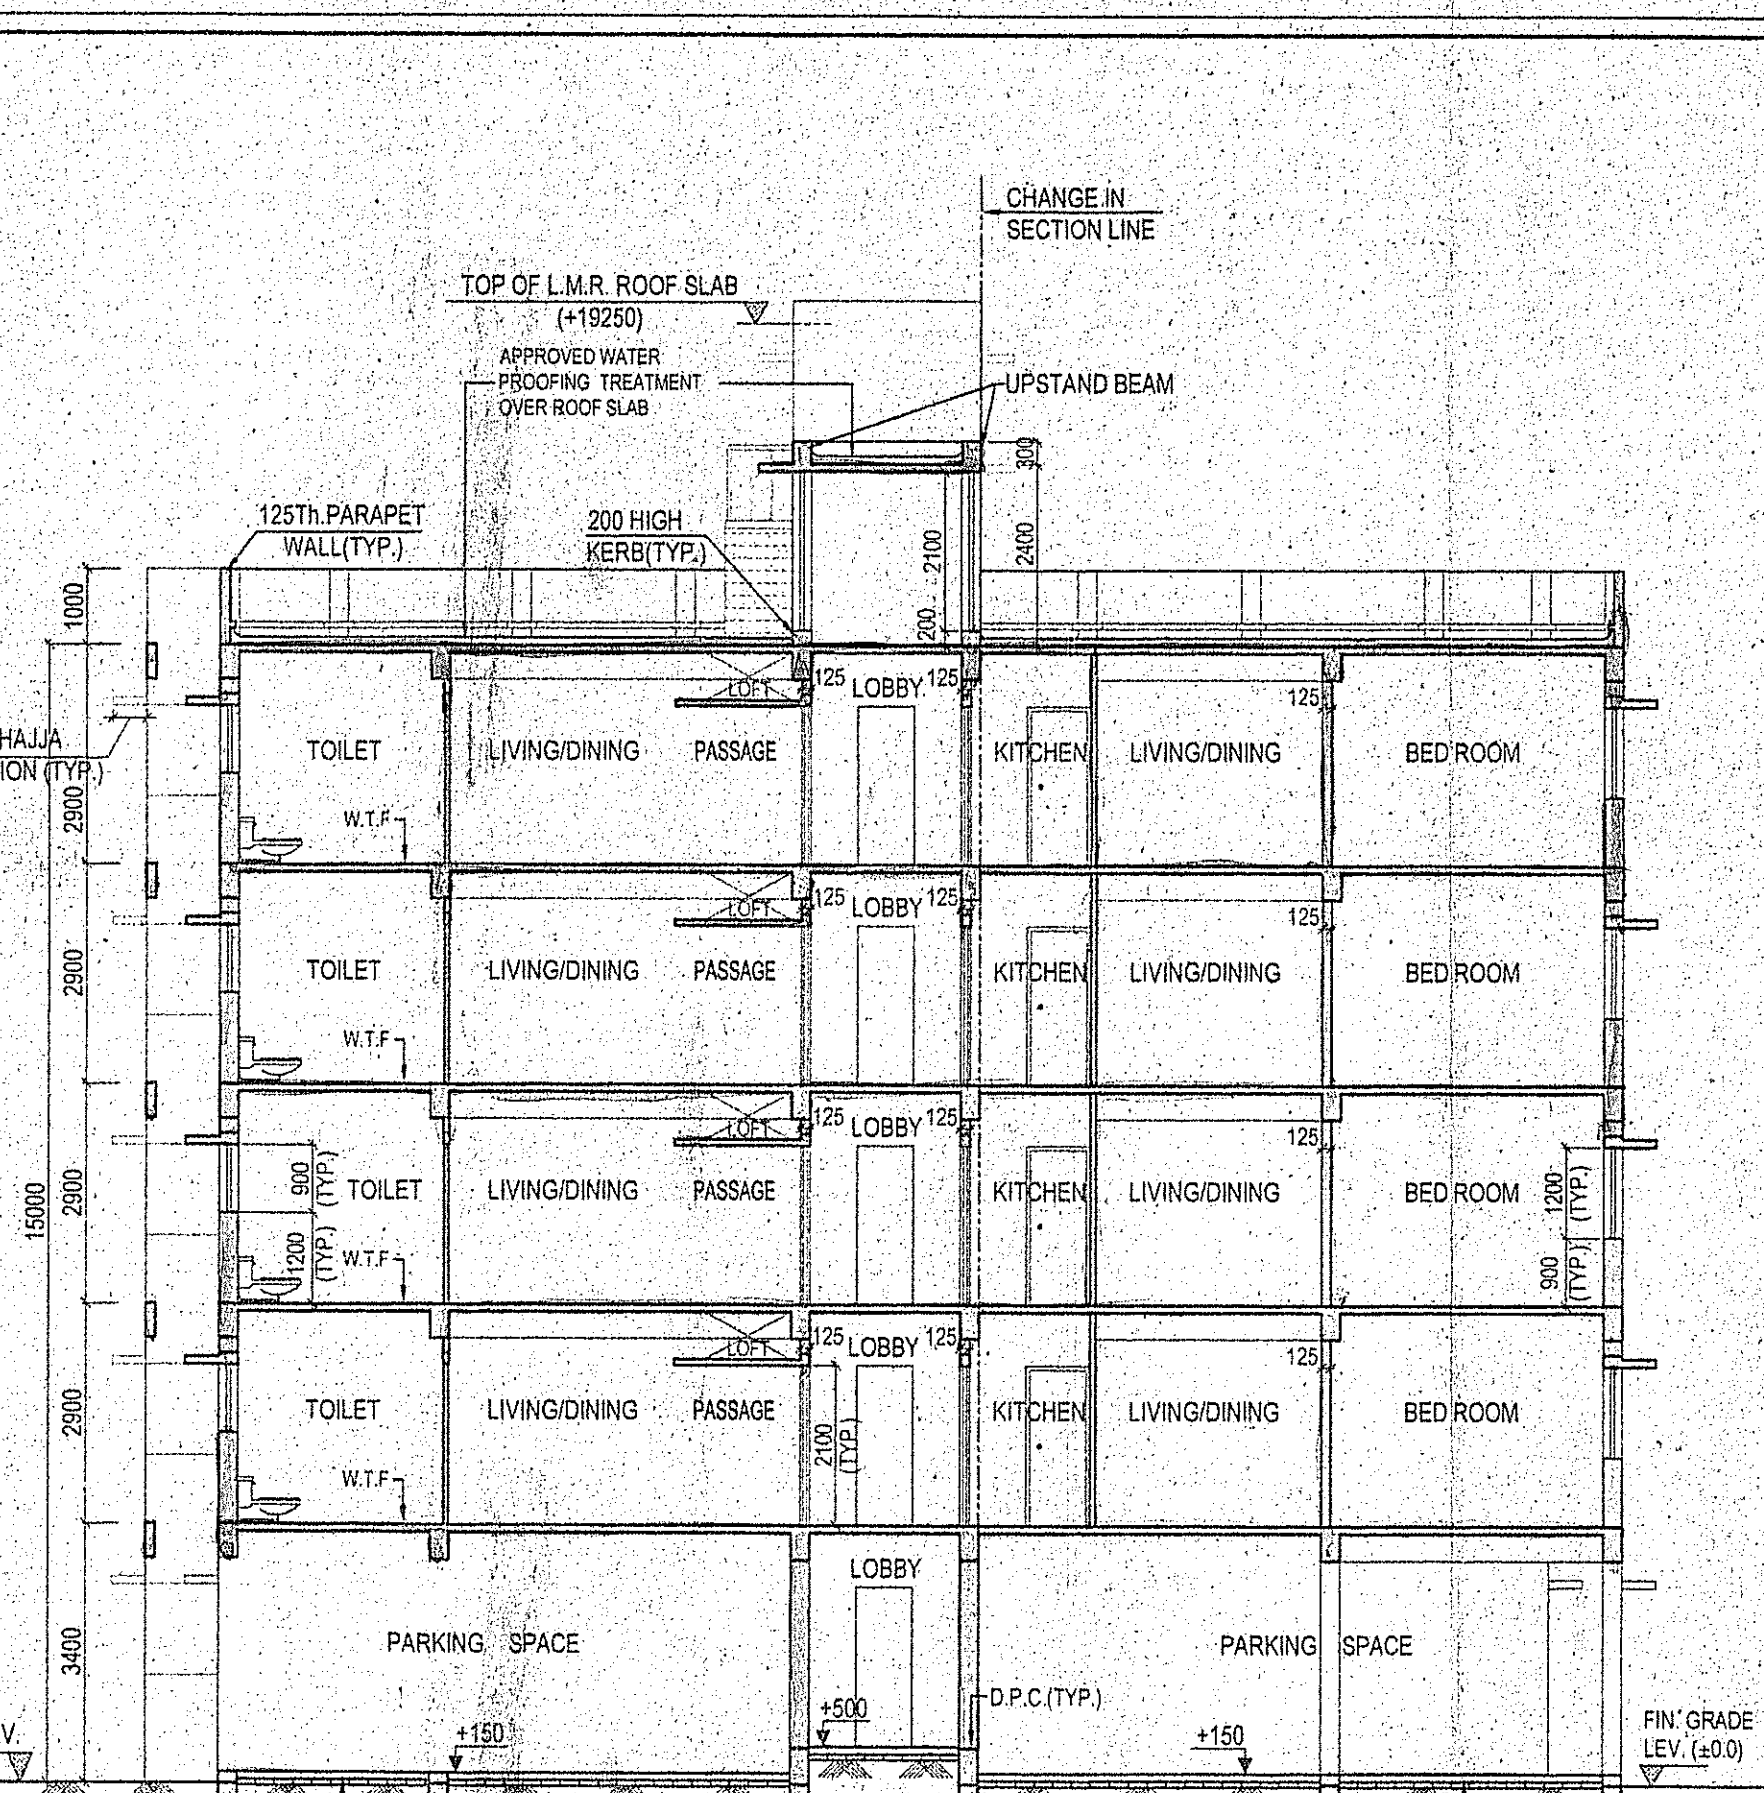 CHANGE IN
SECTION LINE
TOP OF L.M.R. ROOF SLAB
(+19250)
APPROVED WATER
PROOFING TREATMENT
OVER ROOF SLAB
UPSTAND BEAM
300
125Th.PARAPET
WALL(TYP.)
200 HIGH
KERB(TYP.)
2100
2400
1000
200
LOFT
125
LOBBY
125
125
HAJJA
ION (TYP.)
TOILET
LIVING/DINING
PASSAGE
KITCHEN
LIVING/DINING
BED ROOM
2900
W.T.F
LOFT
125
LOBBY
125
125
2900
TOILET
LIVING/DINING
PASSAGE
KITCHEN
LIVING/DINING
BED ROOM
W.T.F
LOFT
125
LOBBY
125
125
15000
2900
900
(TYP.)
TOILET
LIVING/DINING
PASSAGE
KITCHEN
LIVING/DINING
BED ROOM
1200
(TYP.)
1200
(TYP.)
W.T.F
900
(TYP.)
LOFT
125
LOBBY
125
125
2900
TOILET
LIVING/DINING
PASSAGE
KITCHEN
LIVING/DINING
BED ROOM
2100
(TYP.)
W.T.F
LOBBY
3400
PARKING SPACE
PARKING SPACE
D.P.C.(TYP.)
+500
+150
+150
V.
FIN. GRADE
LEV. (±0.0)